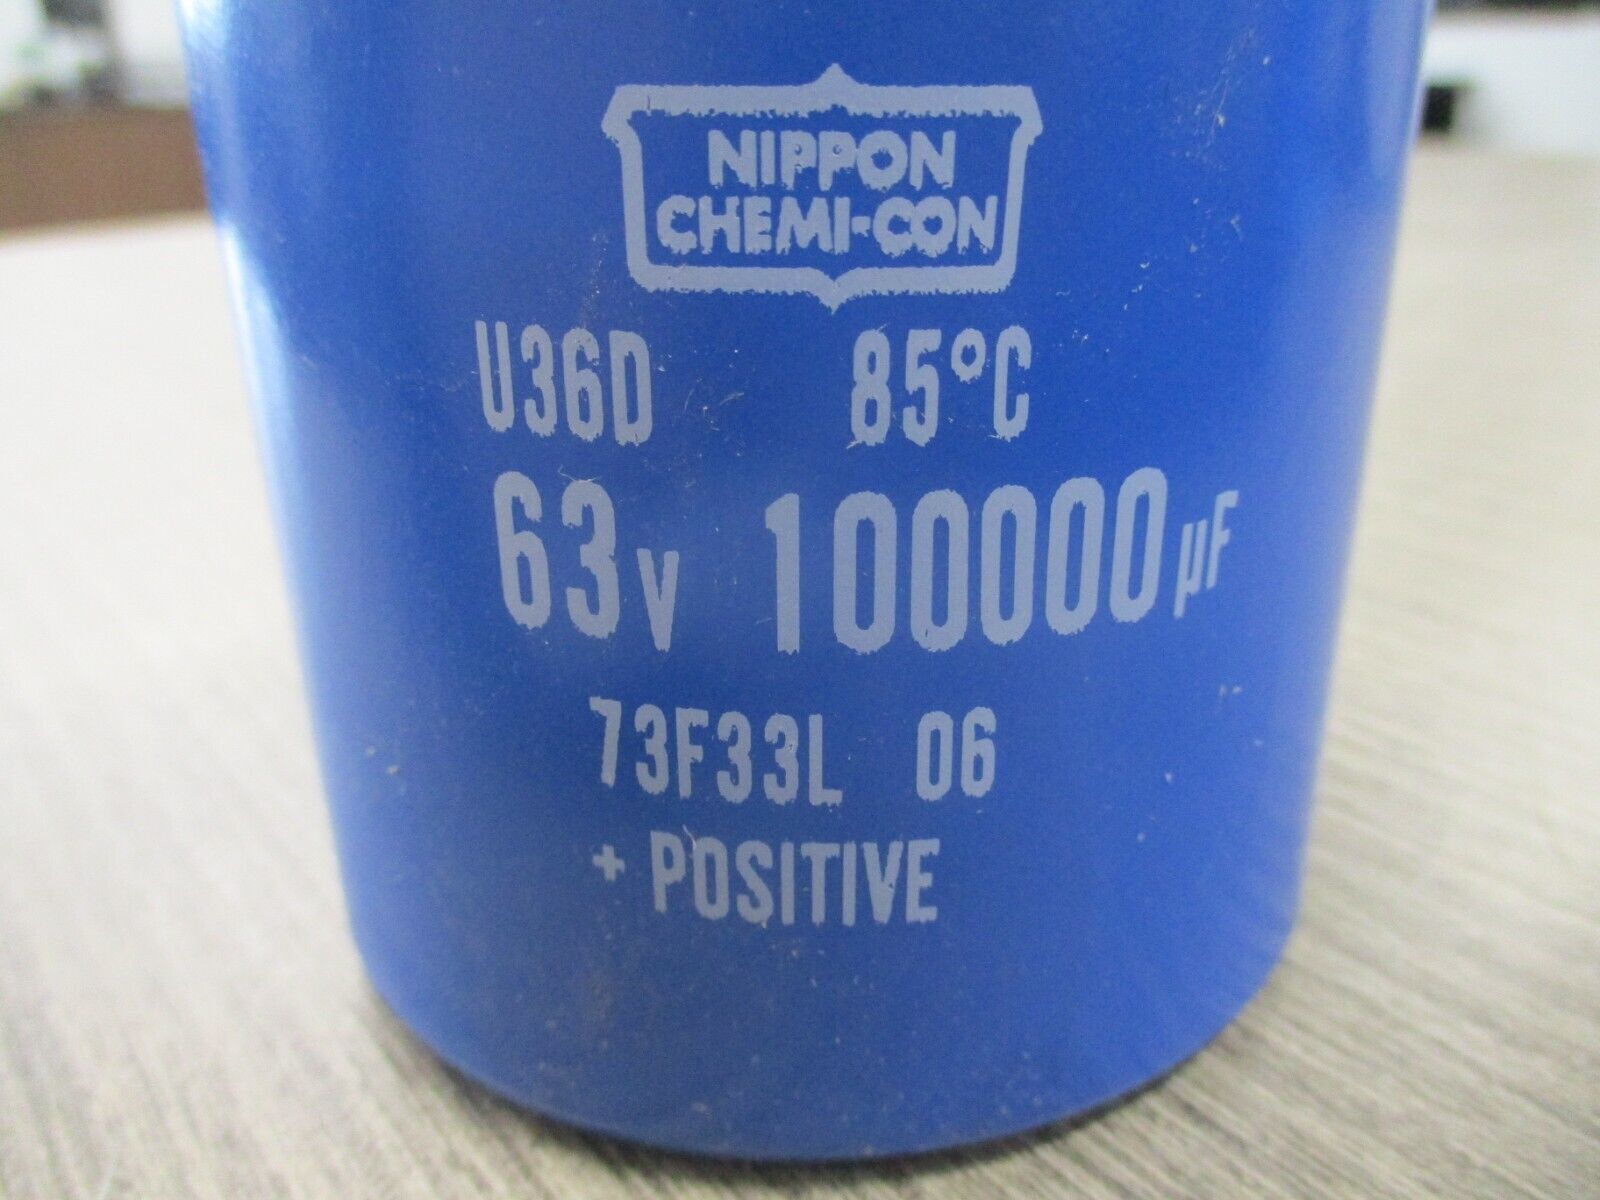 NIPPON
CHEMI-CON
U36D 85°C
63V 100000µF
73F33L 06
+ POSITIVE